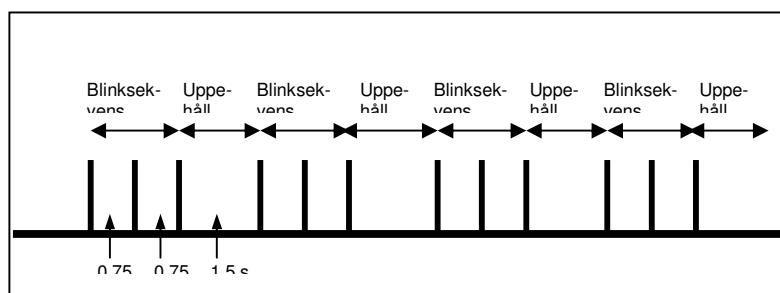 Blinksek-
vens
Uppe-
håll
Blinksek-
vens
Uppe-
håll
Blinksek-
vens
Uppe-
håll
Blinksek-
vens
Uppe-
håll
0.75
0.75
1.5 s